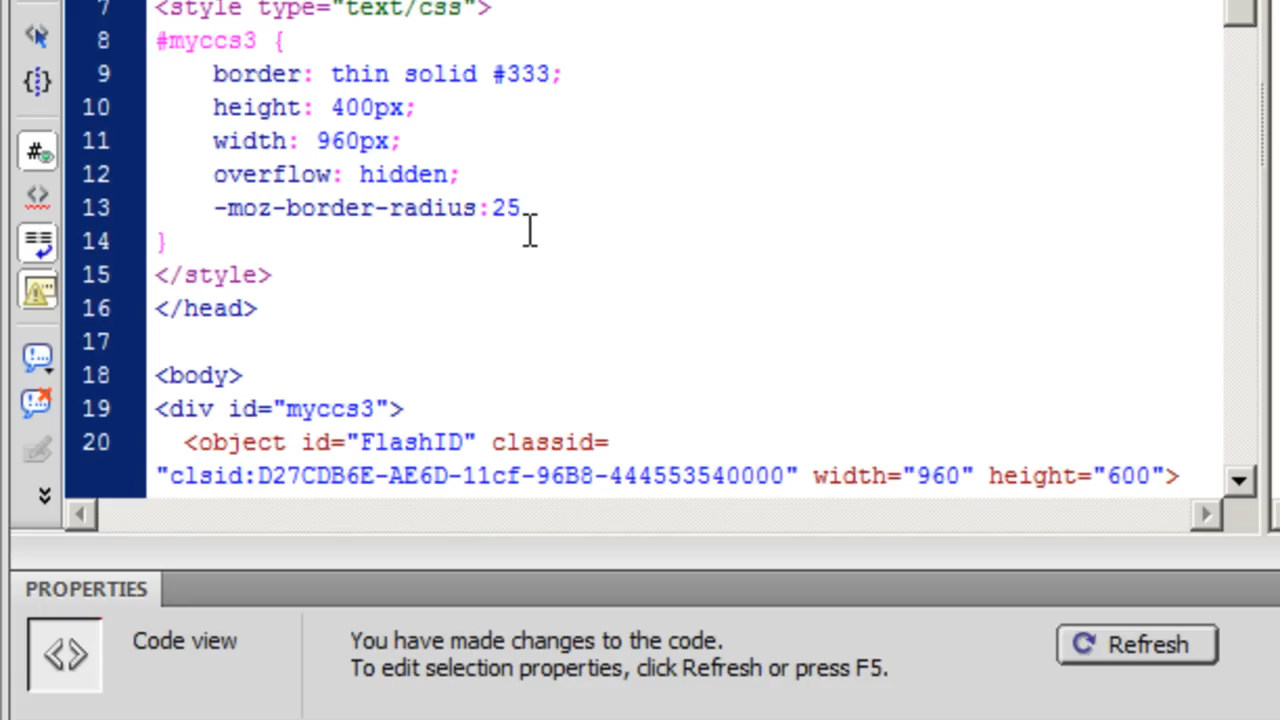 7 <style type="text/css">
8 #myccs3 {
9 border: thin solid #333;
10 height: 400px;
11 width: 960px;
12 overflow: hidden;
13 -moz-border-radius:25
14 }
15 </style>
16 </head>
17
18 <body>
19 <div id="myccs3">
20 <object id="FlashID" classid=
"clsid:D27CDB6E-AE6D-11cf-96B8-444553540000" width="960" height="600">
PROPERTIES
Code view
You have made changes to the code.
To edit selection properties, click Refresh or press F5.
Refresh